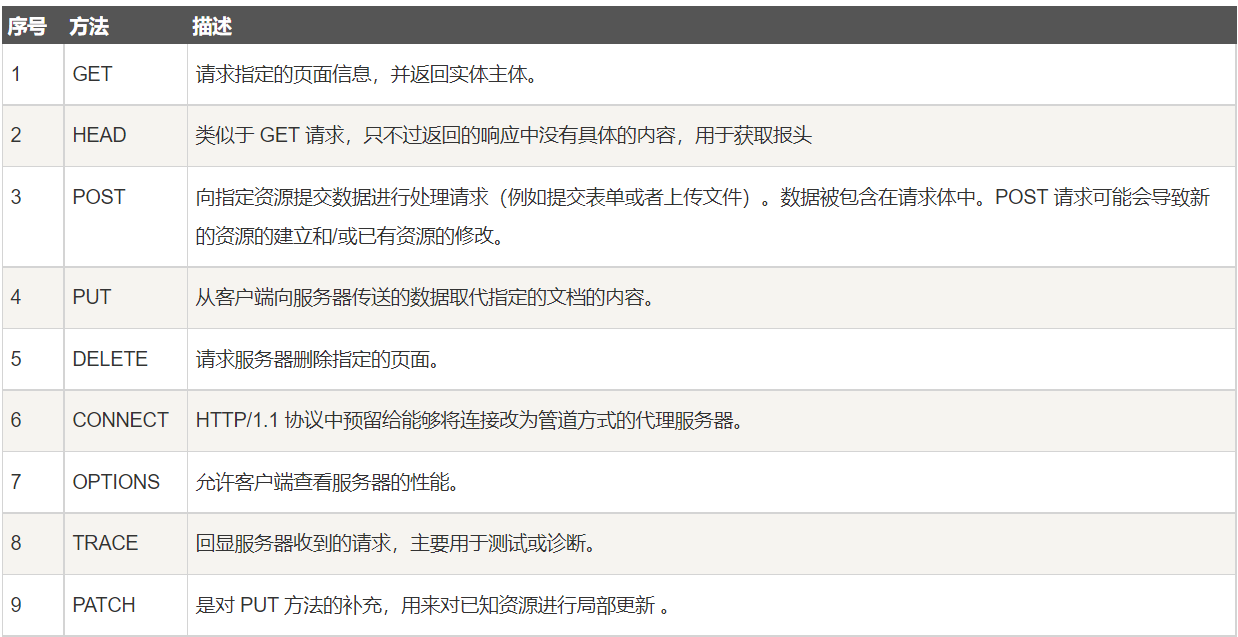 序号 方法 描述
1 GET 请求指定的页面信息，并返回实体主体。
2 HEAD 类似于 GET 请求，只不过返回的响应中没有具体的内容，用于获取报头
3 POST 向指定资源提交数据进行处理请求（例如提交表单或者上传文件）。数据被包含在请求体中。POST 请求可能会导致新
的资源的建立和/或已有资源的修改。
4 PUT 从客户端向服务器传送的数据取代指定的文档的内容。
5 DELETE 请求服务器删除指定的页面。
6 CONNECT HTTP/1.1 协议中预留给能够将连接改为管道方式的代理服务器。
7 OPTIONS 允许客户端查看服务器的性能。
8 TRACE 回显服务器收到的请求，主要用于测试或诊断。
9 PATCH 是对 PUT 方法的补充，用来对已知资源进行局部更新 。